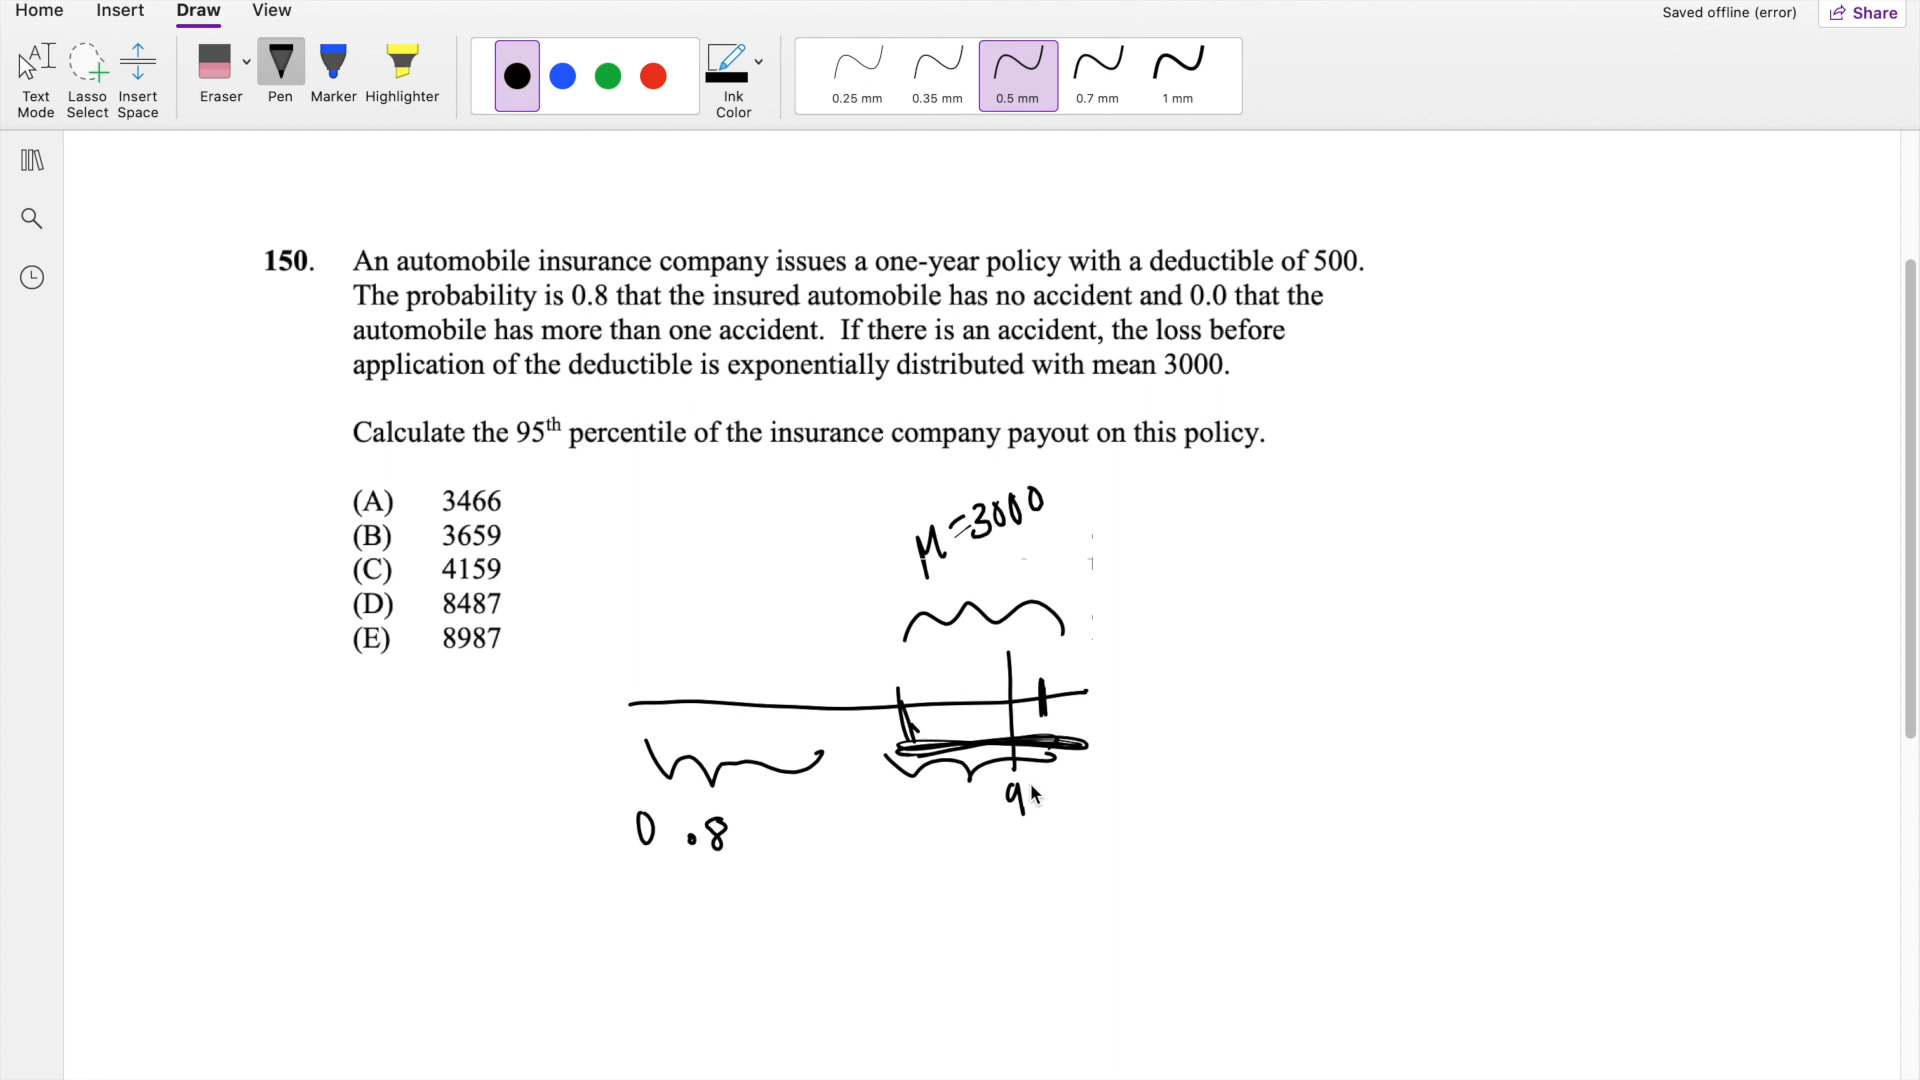 Home Insert Draw View
Saved offline (error)
Share
Text Mode
Lasso Select
Insert Space
Eraser
Pen
Marker
Highlighter
Ink Color
0.25 mm
0.35 mm
0.5 mm
0.7 mm
1 mm
150. An automobile insurance company issues a one-year policy with a deductible of 500.
The probability is 0.8 that the insured automobile has no accident and 0.0 that the
automobile has more than one accident. If there is an accident, the loss before
application of the deductible is exponentially distributed with mean 3000.
Calculate the 95th percentile of the insurance company payout on this policy.
(A) 3466
(B) 3659
(C) 4159
(D) 8487
(E) 8987
μ=3000
9
0 .8